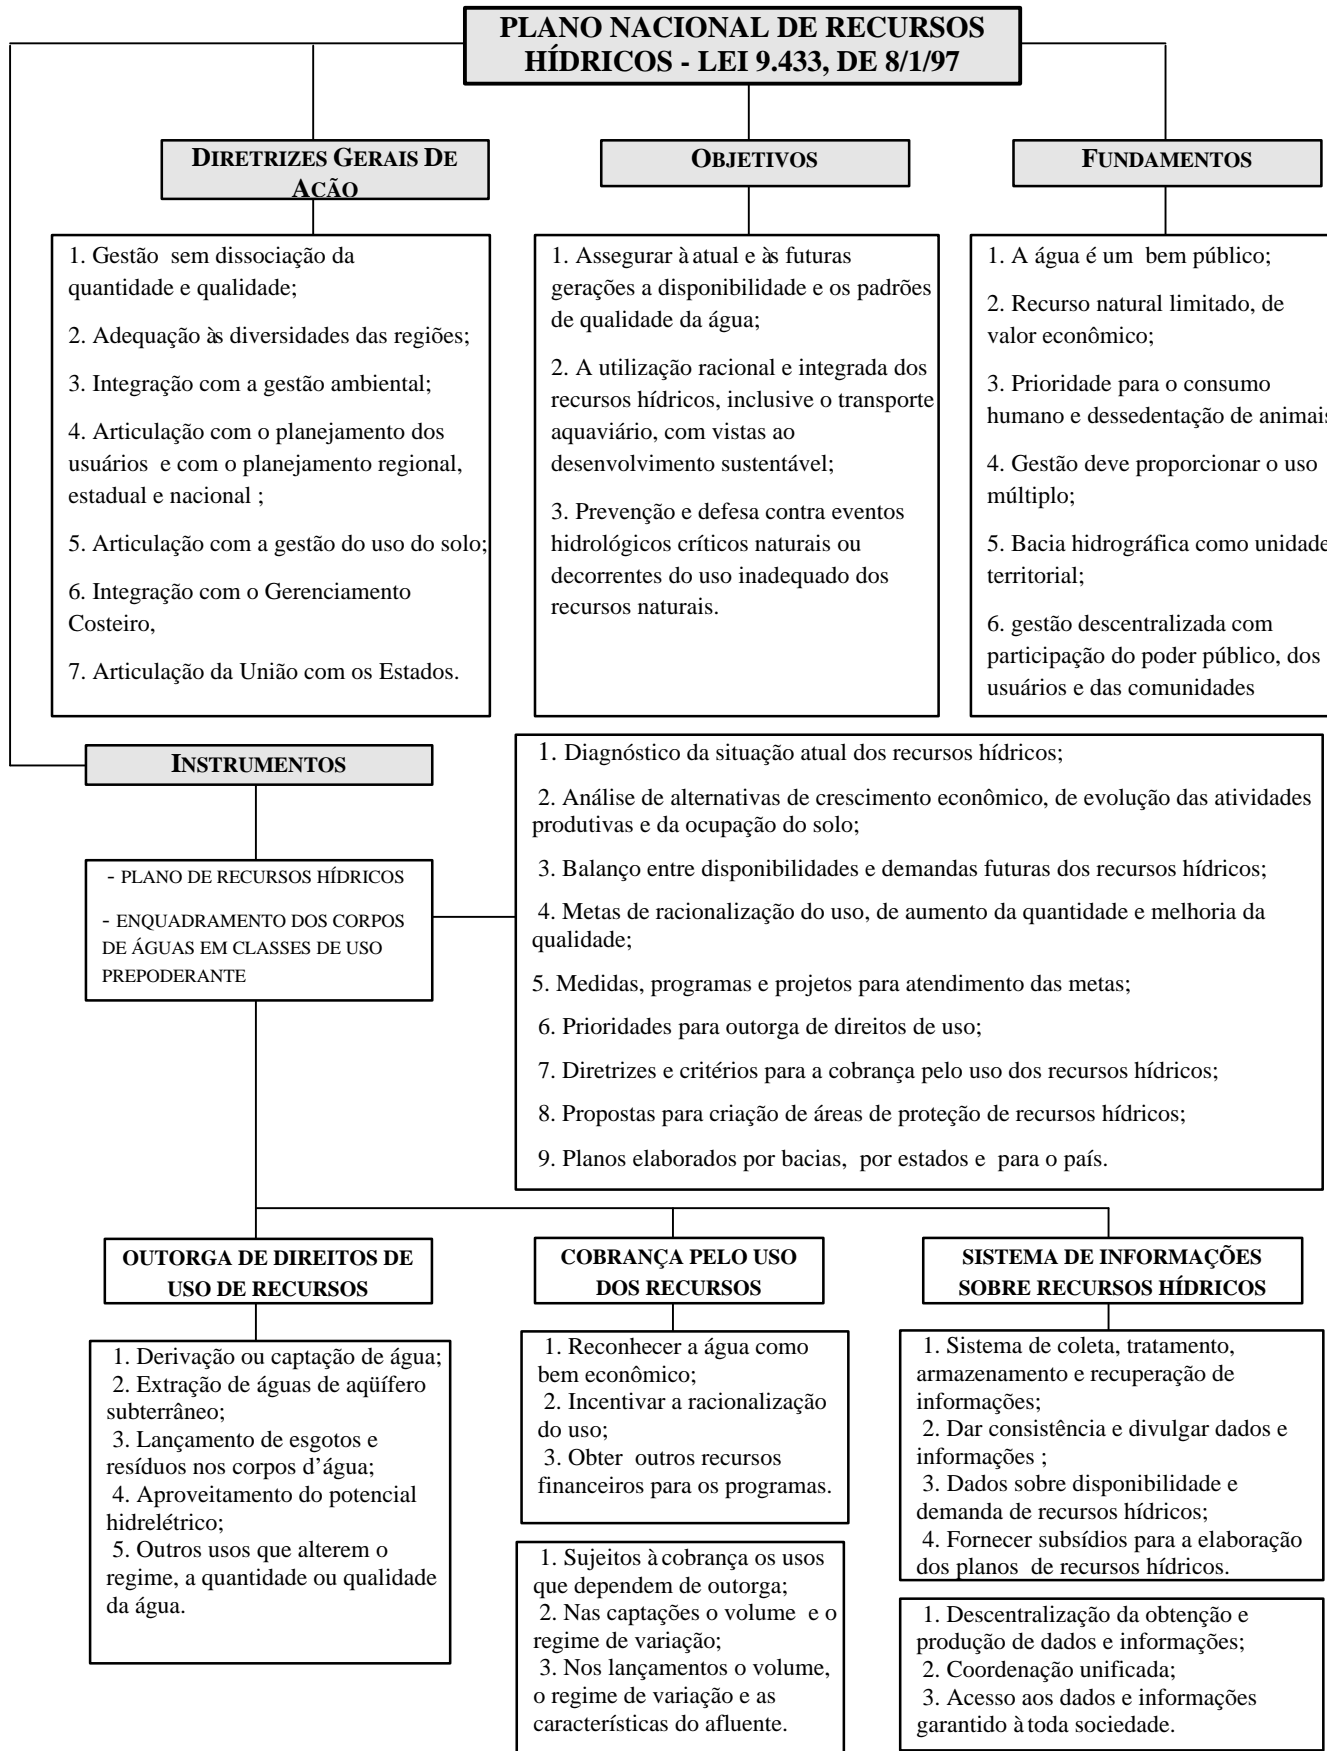 PLANO NACIONAL DE RECURSOS
HÍDRICOS - LEI 9.433, DE 8/1/97
DIRETRIZES GERAIS DE
ACÃO
1. Gestão sem dissociação da
quantidade e qualidade;
2. Adequação às diversidades das regiões;
3. Integração com a gestão ambiental;
4. Articulação com o planejamento dos
usuários e com o planejamento regional,
estadual e nacional ;
5. Articulação com a gestão do uso do solo;
6. Integração com o Gerenciamento
Costeiro,
7. Articulação da União com os Estados.
OBJETIVOS
1. Assegurar à atual e às futuras
gerações a disponibilidade e os padrões
de qualidade da água;
2. A utilização racional e integrada dos
recursos hídricos, inclusive o transporte
aquaviário, com vistas ao
desenvolvimento sustentável;
3. Prevenção e defesa contra eventos
hidrológicos críticos naturais ou
decorrentes do uso inadequado dos
recursos naturais.
FUNDAMENTOS
1. A água é um bem público;
2. Recurso natural limitado, de
valor econômico;
3. Prioridade para o consumo
humano e dessedentação de animais
4. Gestão deve proporcionar o uso
múltiplo;
5. Bacia hidrográfica como unidade
territorial;
6. gestão descentralizada com
participação do poder público, dos
usuários e das comunidades
INSTRUMENTOS
- PLANO DE RECURSOS HÍDRICOS
- ENQUADRAMENTO DOS CORPOS
DE ÁGUAS EM CLASSES DE USO
PREPODERANTE
1. Diagnóstico da situação atual dos recursos hídricos;
2. Análise de alternativas de crescimento econômico, de evolução das atividades
produtivas e da ocupação do solo;
3. Balanço entre disponibilidades e demandas futuras dos recursos hídricos;
4. Metas de racionalização do uso, de aumento da quantidade e melhoria da
qualidade;
5. Medidas, programas e projetos para atendimento das metas;
6. Prioridades para outorga de direitos de uso;
7. Diretrizes e critérios para a cobrança pelo uso dos recursos hídricos;
8. Propostas para criação de áreas de proteção de recursos hídricos;
9. Planos elaborados por bacias, por estados e para o país.
OUTORGA DE DIREITOS DE
USO DE RECURSOS
1. Derivação ou captação de água;
2. Extração de águas de aqüífero
subterrâneo;
3. Lançamento de esgotos e
resíduos nos corpos d’água;
4. Aproveitamento do potencial
hidrelétrico;
5. Outros usos que alterem o
regime, a quantidade ou qualidade
da água.
COBRANÇA PELO USO
DOS RECURSOS
1. Reconhecer a água como
bem econômico;
2. Incentivar a racionalização
do uso;
3. Obter outros recursos
financeiros para os programas.
1. Sujeitos à cobrança os usos
que dependem de outorga;
2. Nas captações o volume e o
regime de variação;
3. Nos lançamentos o volume,
o regime de variação e as
características do afluente.
SISTEMA DE INFORMAÇÕES
SOBRE RECURSOS HÍDRICOS
1. Sistema de coleta, tratamento,
armazenamento e recuperação de
informações;
2. Dar consistência e divulgar dados e
informações ;
3. Dados sobre disponibilidade e
demanda de recursos hídricos;
4. Fornecer subsídios para a elaboração
dos planos de recursos hídricos.
1. Descentralização da obtenção e
produção de dados e informações;
2. Coordenação unificada;
3. Acesso aos dados e informações
garantido à toda sociedade.